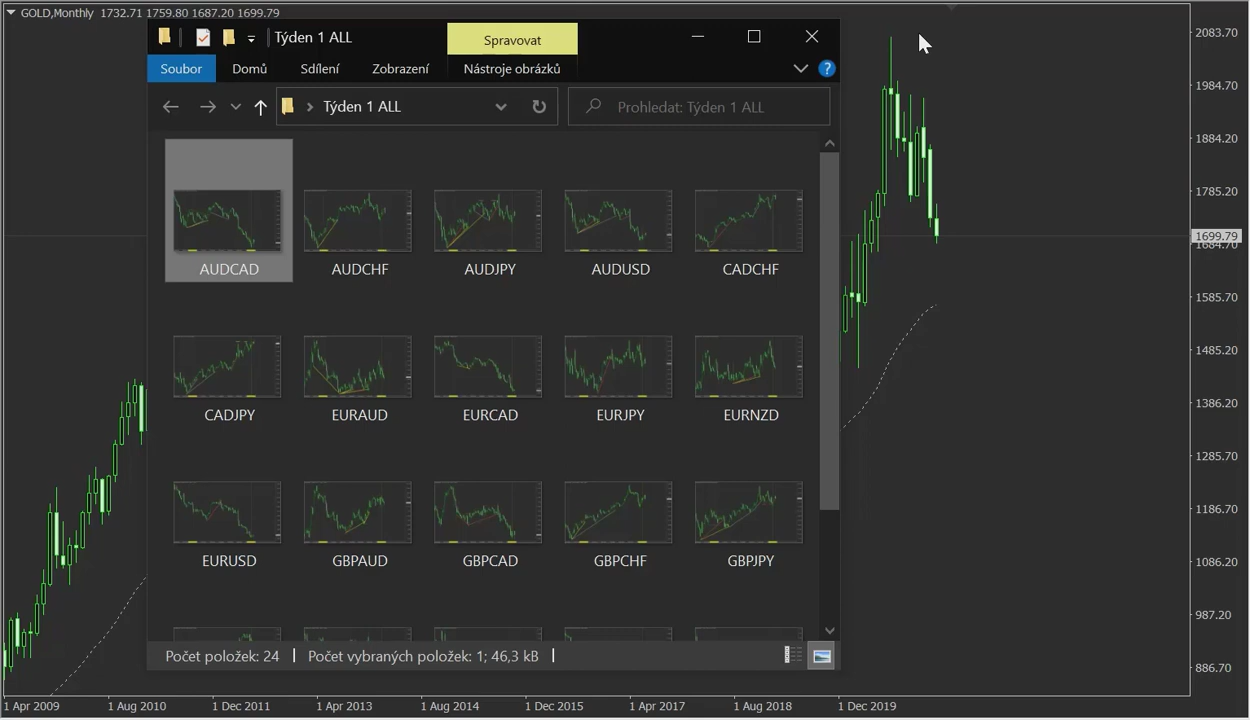 GOLD,Monthly 1732.71 1759.80 1687.20 1699.79
Týden 1 ALL
Spravovat
Soubor
Domů
Sdílení
Zobrazení
Nástroje obrázků
?
Týden 1 ALL
Prohledat: Týden 1 ALL
AUDCAD
AUDCHF
AUDJPY
AUDUSD
CADCHF
CADJPY
EURAUD
EURCAD
EURJPY
EURNZD
EURUSD
GBPAUD
GBPCAD
GBPCHF
GBPJPY
Počet položek: 24
Počet vybraných položek: 1; 46,3 kB
2083.70
1984.70
1884.20
1785.20
1699.79
1684.70
1585.70
1485.20
1386.20
1285.70
1186.70
1086.20
987.20
886.70
1 Apr 2009
1 Aug 2010
1 Dec 2011
1 Apr 2013
1 Aug 2014
1 Dec 2015
1 Apr 2017
1 Aug 2018
1 Dec 2019